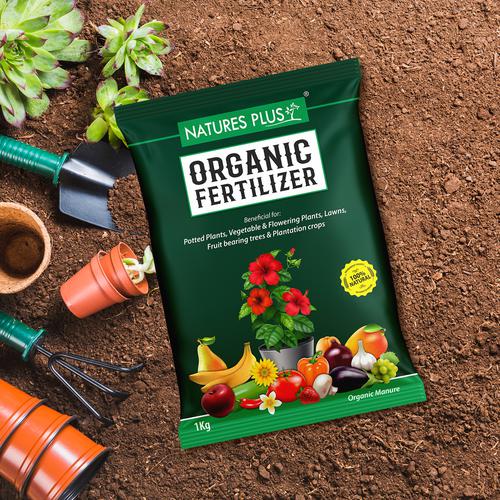 NATURES PLUS ®
ORGANIC
FERTILIZER
Beneficial for:
Potted Plants, Vegetable & Flowering Plants, Lawns,
Fruit bearing trees & Plantation crops
100%
NATURAL
Organic Manure
1Kg